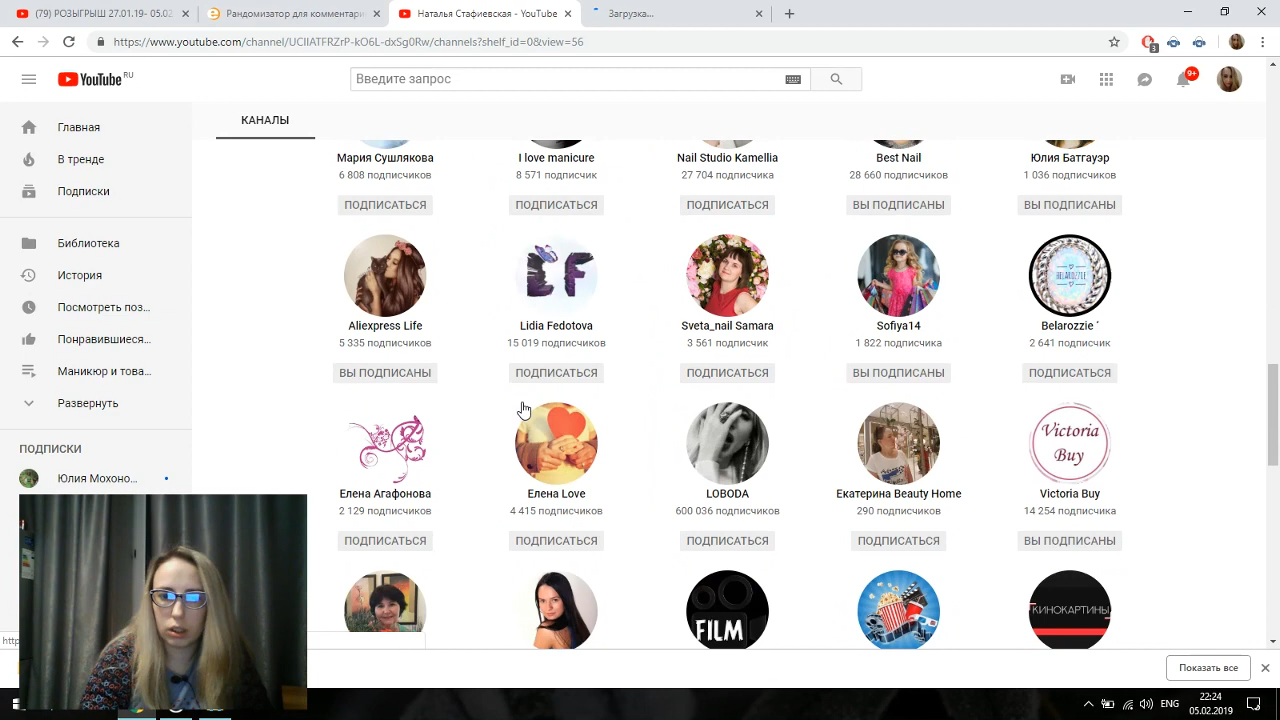 (79) РОЗЫГРЫШ 27.01.19- 05.02
Рандомизатор для комментари
Наталья Стафиевская - YouTube
Загрузка...
https://www.youtube.com/channel/UCIIATFRZrP-kO6L-dxSg0Rw/channels?shelf_id=0&view=56
3
YouTube RU
Введите запрос
9+
КАНАЛЫ
Главная
В тренде
Подписки
Библиотека
История
Посмотреть поз...
Понравившиеся...
Маникюр и това...
Развернуть
ПОДПИСКИ
Юлия Мохоно...
Мария Сушлякова
I love manicure
Nail Studio Kamellia
Best Nail
Юлия Батгауэр
6 808 подписчиков
8 571 подписчик
27 704 подписчика
28 660 подписчиков
1 036 подписчиков
ПОДПИСАТЬСЯ
ПОДПИСАТЬСЯ
ПОДПИСАТЬСЯ
ВЫ ПОДПИСАНЫ
ВЫ ПОДПИСАНЫ
LF
BELAROZZIE
Aliexpress Life
Lidia Fedotova
Sveta_nail Samara
Sofiya14
Belarozzie ʼ
5 335 подписчиков
15 019 подписчиков
3 561 подписчик
1 822 подписчика
2 641 подписчик
ВЫ ПОДПИСАНЫ
ПОДПИСАТЬСЯ
ПОДПИСАТЬСЯ
ВЫ ПОДПИСАНЫ
ПОДПИСАТЬСЯ
Victoria
Buy
Елена Агафонова
Елена Love
LOBODA
Екатерина Beauty Home
Victoria Buy
2 129 подписчиков
4 415 подписчиков
600 036 подписчиков
290 подписчиков
14 254 подписчика
ПОДПИСАТЬСЯ
ПОДПИСАТЬСЯ
ПОДПИСАТЬСЯ
ПОДПИСАТЬСЯ
ВЫ ПОДПИСАНЫ
FILM
КИНОКАРТИНЫ
Показать все
ENG
22:24
05.02.2019